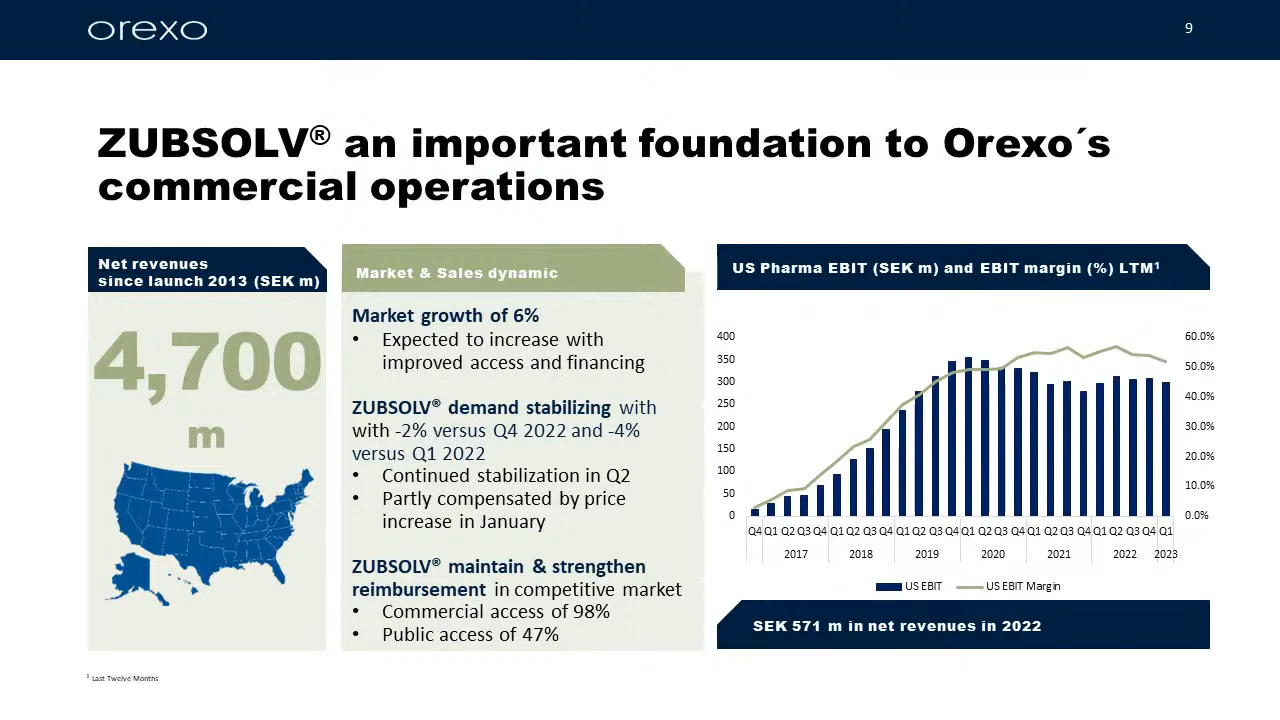 orexo
9
ZUBSOLV® an important foundation to Orexo´s
commercial operations
Net revenues
since launch 2013 (SEK m)
4,700
m
Market & Sales dynamic
Market growth of 6%
• Expected to increase with
improved access and financing
ZUBSOLV® demand stabilizing with
with -2% versus Q4 2022 and -4%
versus Q1 2022
• Continued stabilization in Q2
• Partly compensated by price
increase in January
ZUBSOLV® maintain & strengthen
reimbursement in competitive market
• Commercial access of 98%
• Public access of 47%
US Pharma EBIT (SEK m) and EBIT margin (%) LTM¹
400
350
300
250
200
150
100
50
0
60.0%
50.0%
40.0%
30.0%
20.0%
10.0%
0.0%
Q4 Q1 Q2 Q3 Q4 Q1 Q2 Q3 Q4 Q1 Q2 Q3 Q4 Q1 Q2 Q3 Q4 Q1 Q2 Q3 Q4 Q1 Q2 Q3 Q4 Q1
2017 2018 2019 2020 2021 2022 2023
US EBIT US EBIT Margin
SEK 571 m in net revenues in 2022
¹ Last Twelve Months